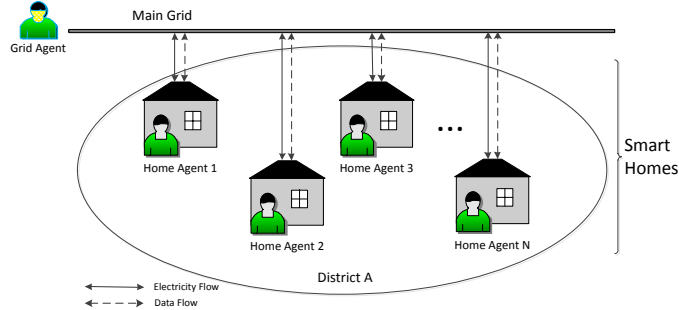 Main Grid
Grid Agent
Home Agent 1
Home Agent 3
...
Smart
Homes
Home Agent 2
Home Agent N
District A
Electricity Flow
Data Flow